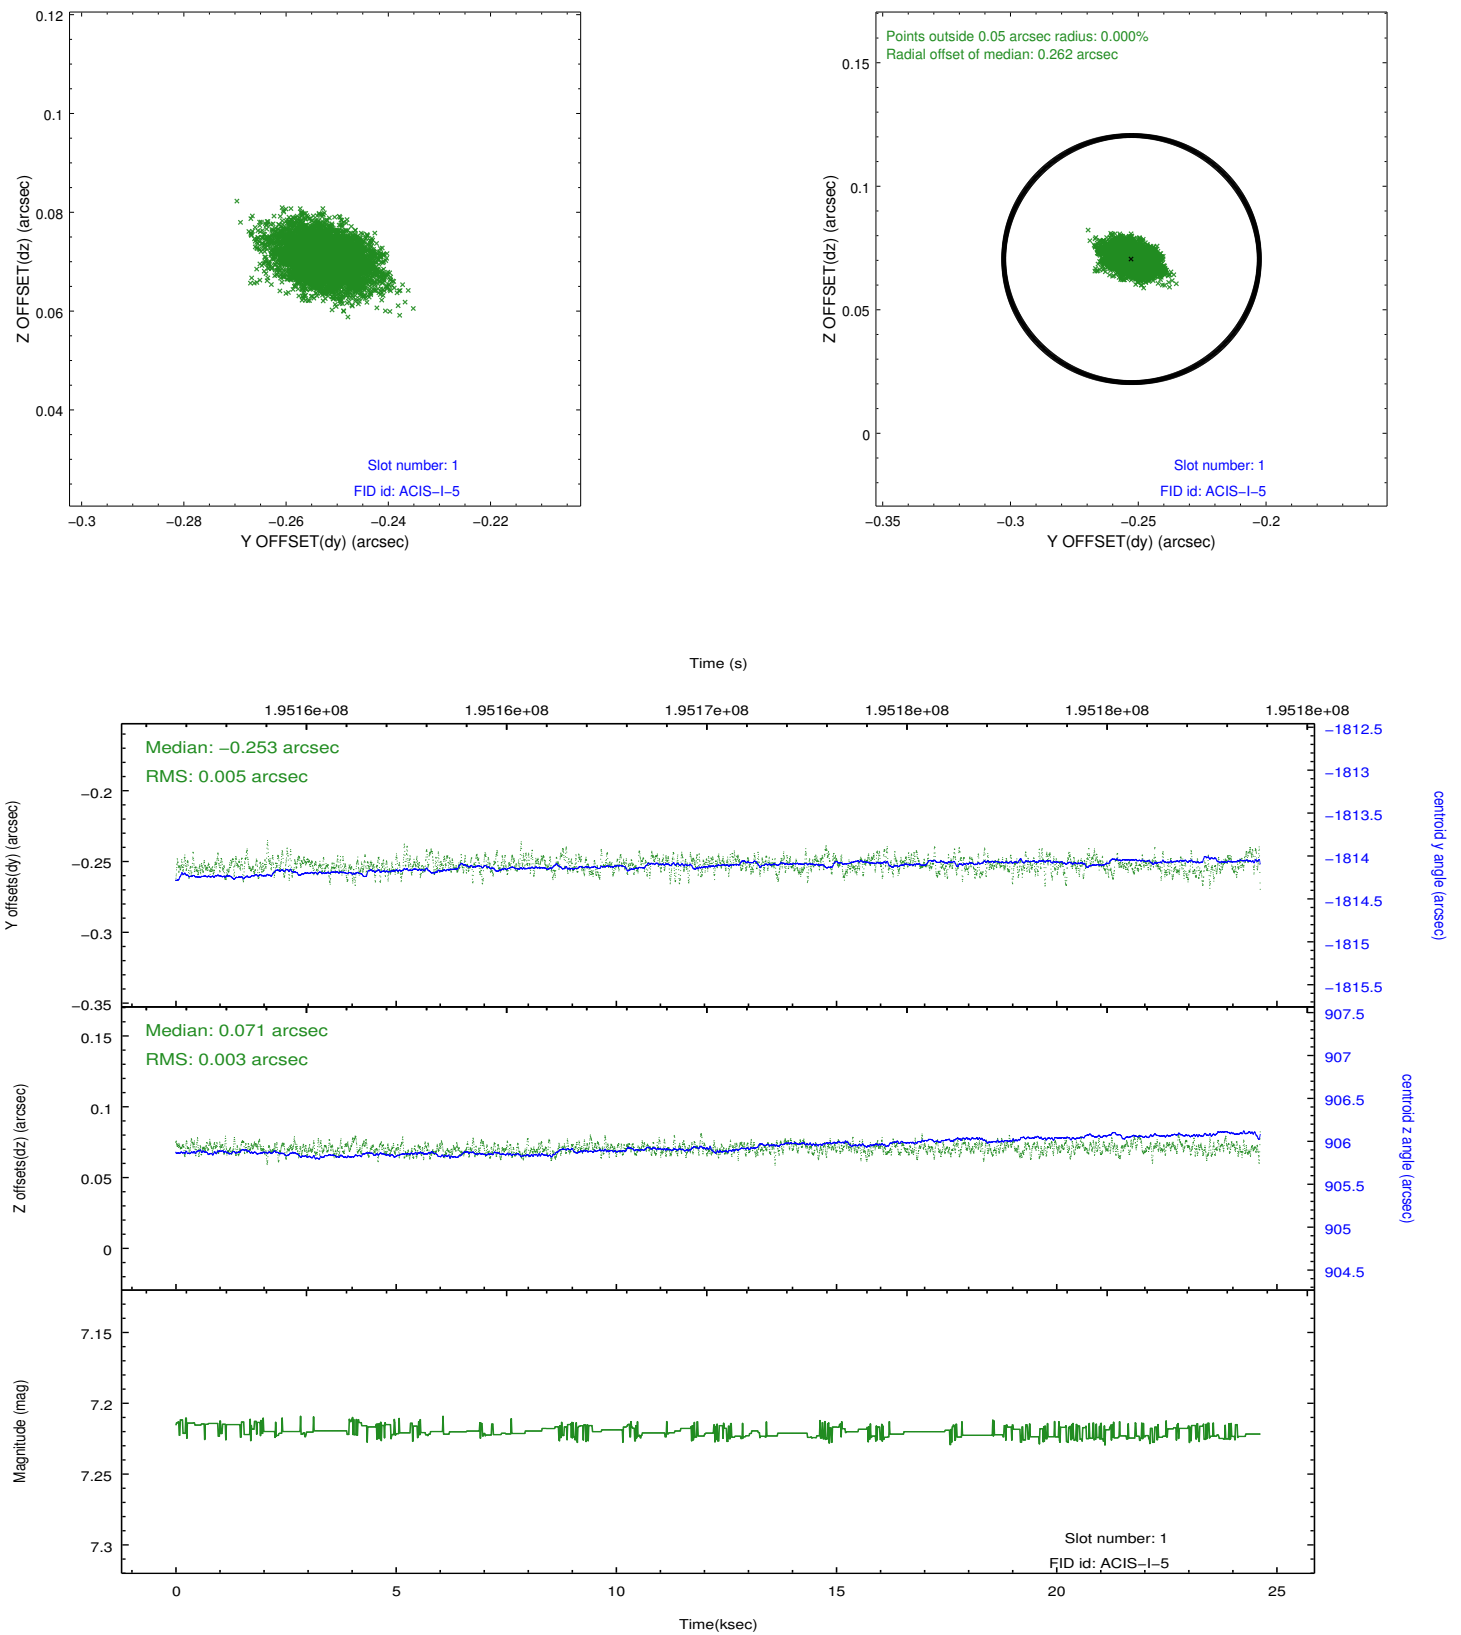 0.12
0.1
0.08
0.06
0.04
Z OFFSET(dz) (arcsec)
Slot number: 1
FID id: ACIS−I−5
−0.3 −0.28 −0.26 −0.24 −0.22
Y OFFSET(dy) (arcsec)
Points outside 0.05 arcsec radius: 0.000%
Radial offset of median: 0.262 arcsec
0.15
0.1
0.05
0
Z OFFSET(dz) (arcsec)
Slot number: 1
FID id: ACIS−I−5
−0.35 −0.3 −0.25 −0.2
Y OFFSET(dy) (arcsec)
Time (s)
1.9516e+08 1.9516e+08 1.9517e+08 1.9518e+08 1.9518e+08 1.9518e+08
Median: −0.253 arcsec
RMS: 0.005 arcsec
−0.2
−0.25
−0.3
−0.35
Y offsets(dy) (arcsec)
−1812.5
−1813
−1813.5
−1814
−1814.5
−1815
−1815.5
centroid y angle (arcsec)
Median: 0.071 arcsec
RMS: 0.003 arcsec
0.15
0.1
0.05
0
Z offsets(dz) (arcsec)
907.5
907
906.5
906
905.5
905
904.5
centroid z angle (arcsec)
7.15
7.2
7.25
7.3
Magnitude (mag)
Slot number: 1
FID id: ACIS−I−5
0 5 10 15 20 25
Time(ksec)